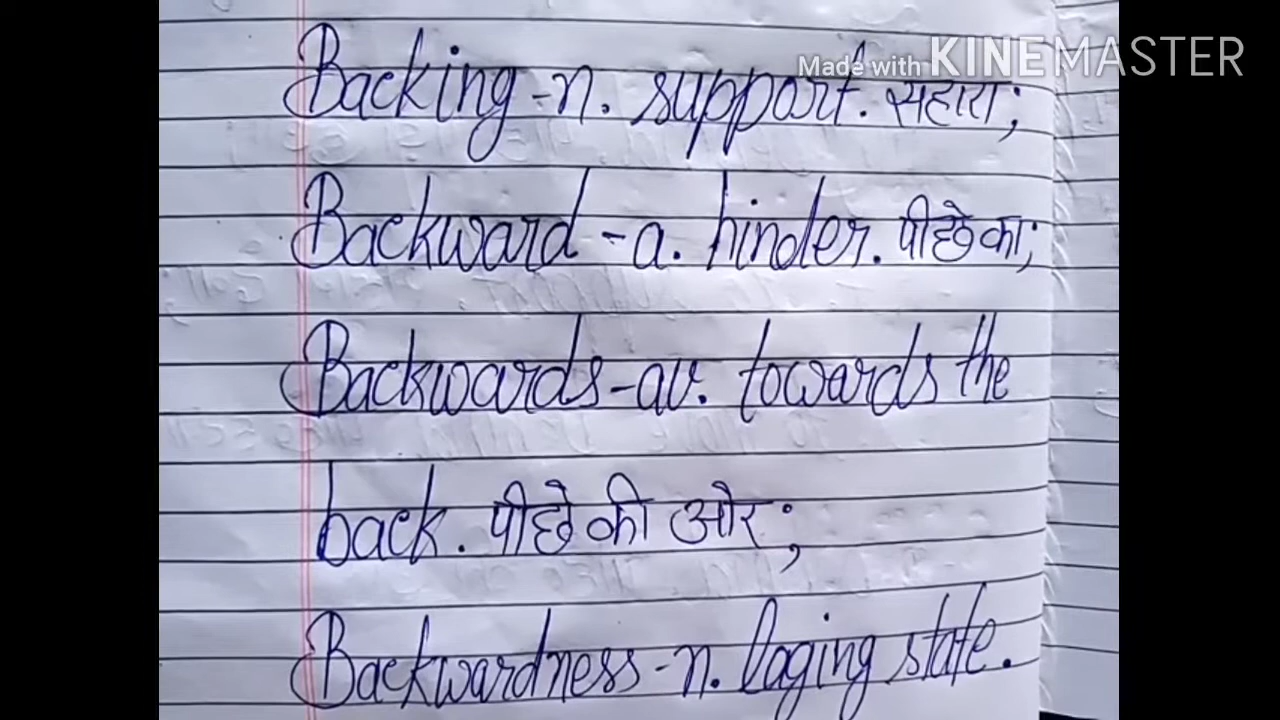 Made with KINEMASTER
Backing - n. support. सहारा;
Backward - a. hinder. पीछे का;
Backwards - av. towards the
back. पीछे की ओर;
Backwardness - n. laging state.